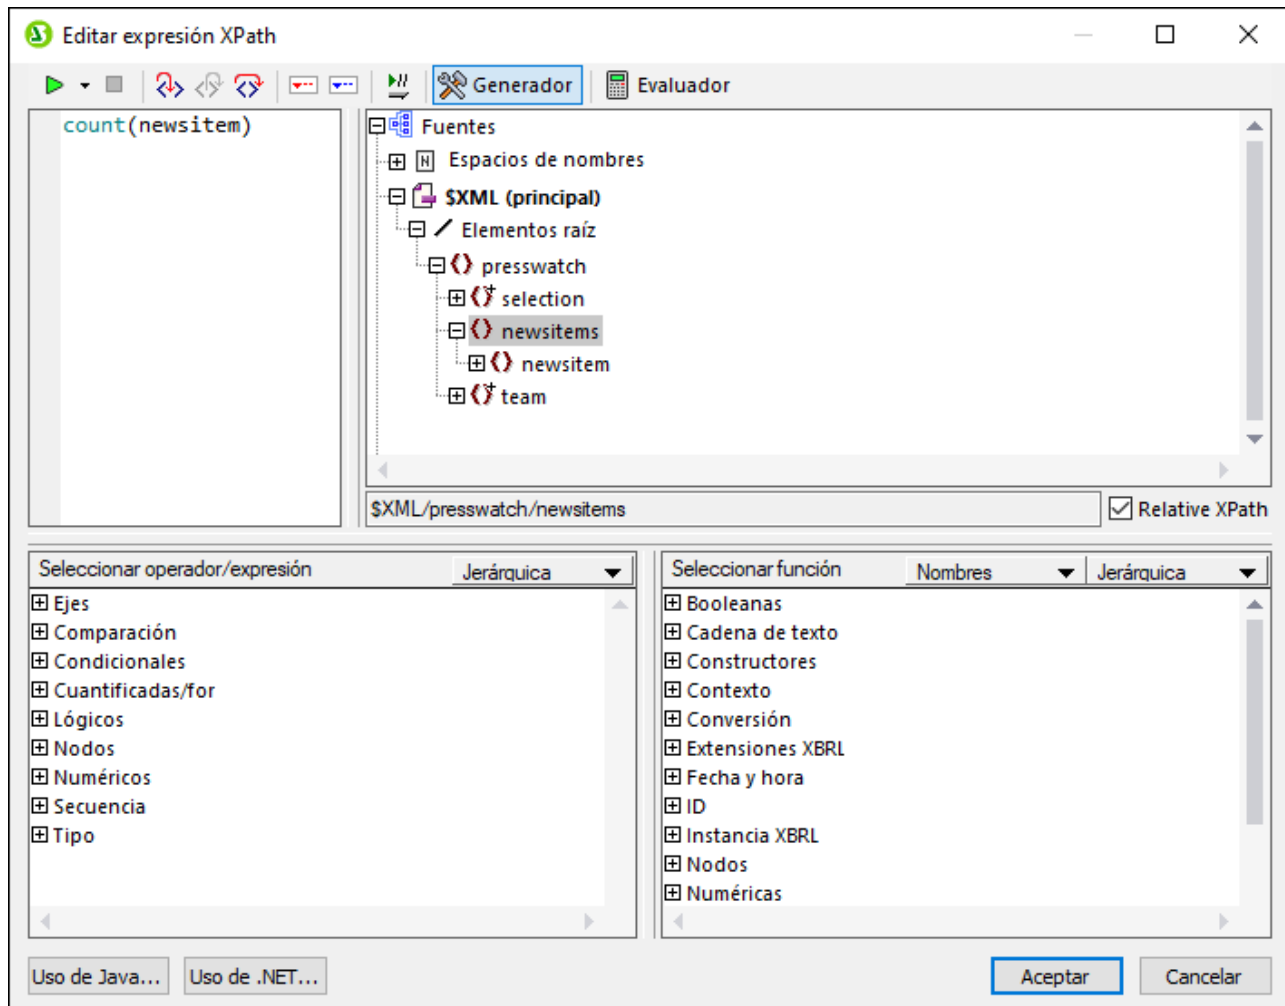 Editar expresión XPath
Generador
Evaluador
count(newsitem)
Fuentes
Espacios de nombres
$XML (principal)
Elementos raíz
presswatch
selection
newsitems
newsitem
team
$XML/presswatch/newsitems
Relative XPath
Seleccionar operador/expresión
Jerárquica
Ejes
Comparación
Condicionales
Cuantificadas/for
Lógicos
Nodos
Numéricos
Secuencia
Tipo
Seleccionar función
Nombres
Jerárquica
Booleanas
Cadena de texto
Constructores
Contexto
Conversión
Extensiones XBRL
Fecha y hora
ID
Instancia XBRL
Nodos
Numéricas
Uso de Java...
Uso de .NET...
Aceptar
Cancelar